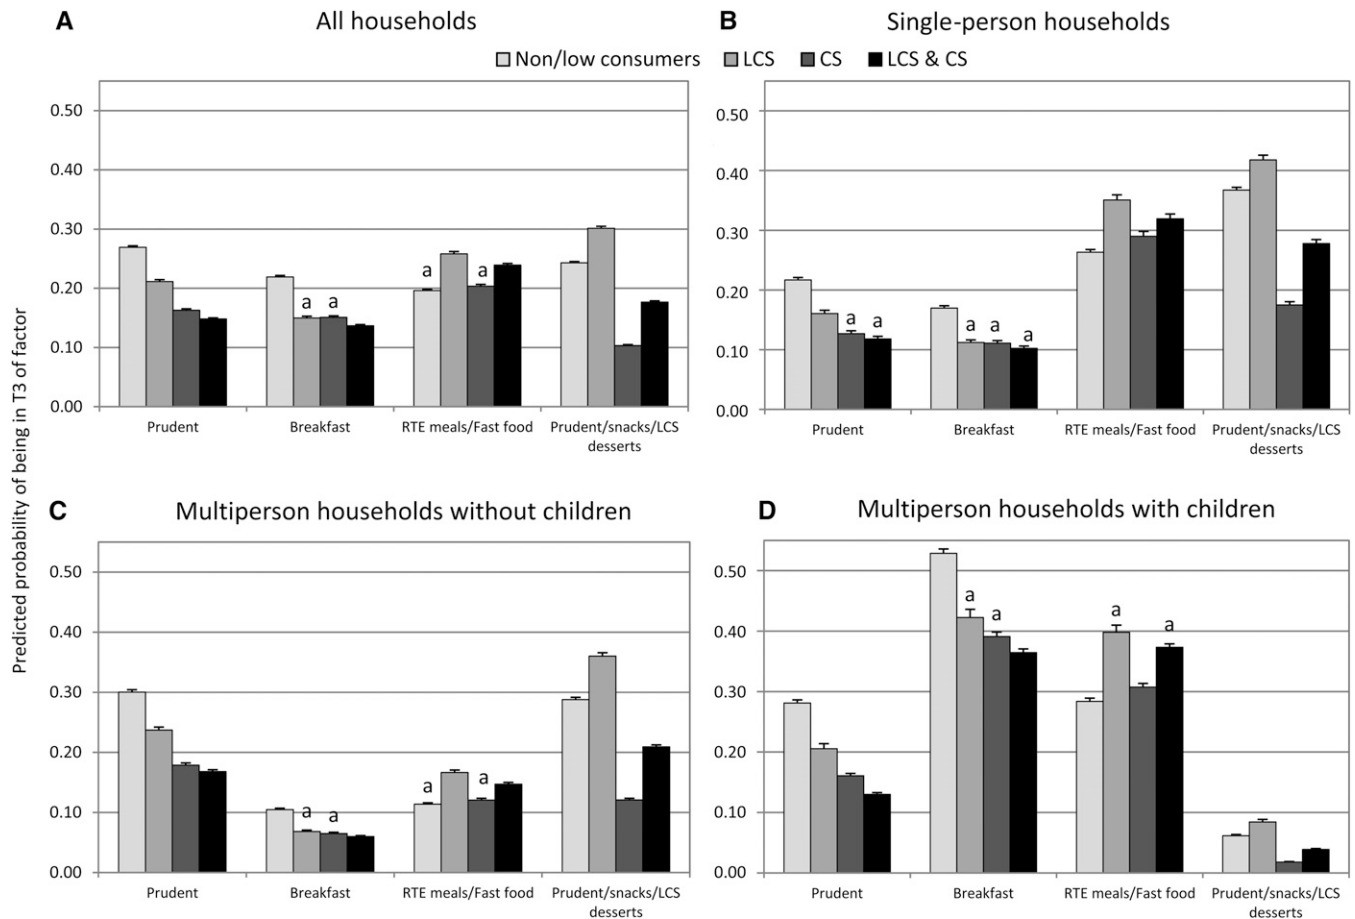 A All households
B Single-person households
Non/low consumers LCS CS LCS & CS
Predicted probability of being in T3 of factor
0.50
0.40
0.30
0.20
0.10
0.00
a a a a
Prudent Breakfast RTE meals/Fast food Prudent/snacks/LCS
desserts
0.50
0.40
0.30
0.20
0.10
0.00
a a a a a
Prudent Breakfast RTE meals/Fast food Prudent/snacks/LCS
desserts
C Multiperson households without children
0.50
0.40
0.30
0.20
0.10
0.00
a a a a
Prudent Breakfast RTE meals/Fast food Prudent/snacks/LCS
desserts
D Multiperson households with children
0.50
0.40
0.30
0.20
0.10
0.00
a a a a
Prudent Breakfast RTE meals/Fast food Prudent/snacks/LCS
desserts